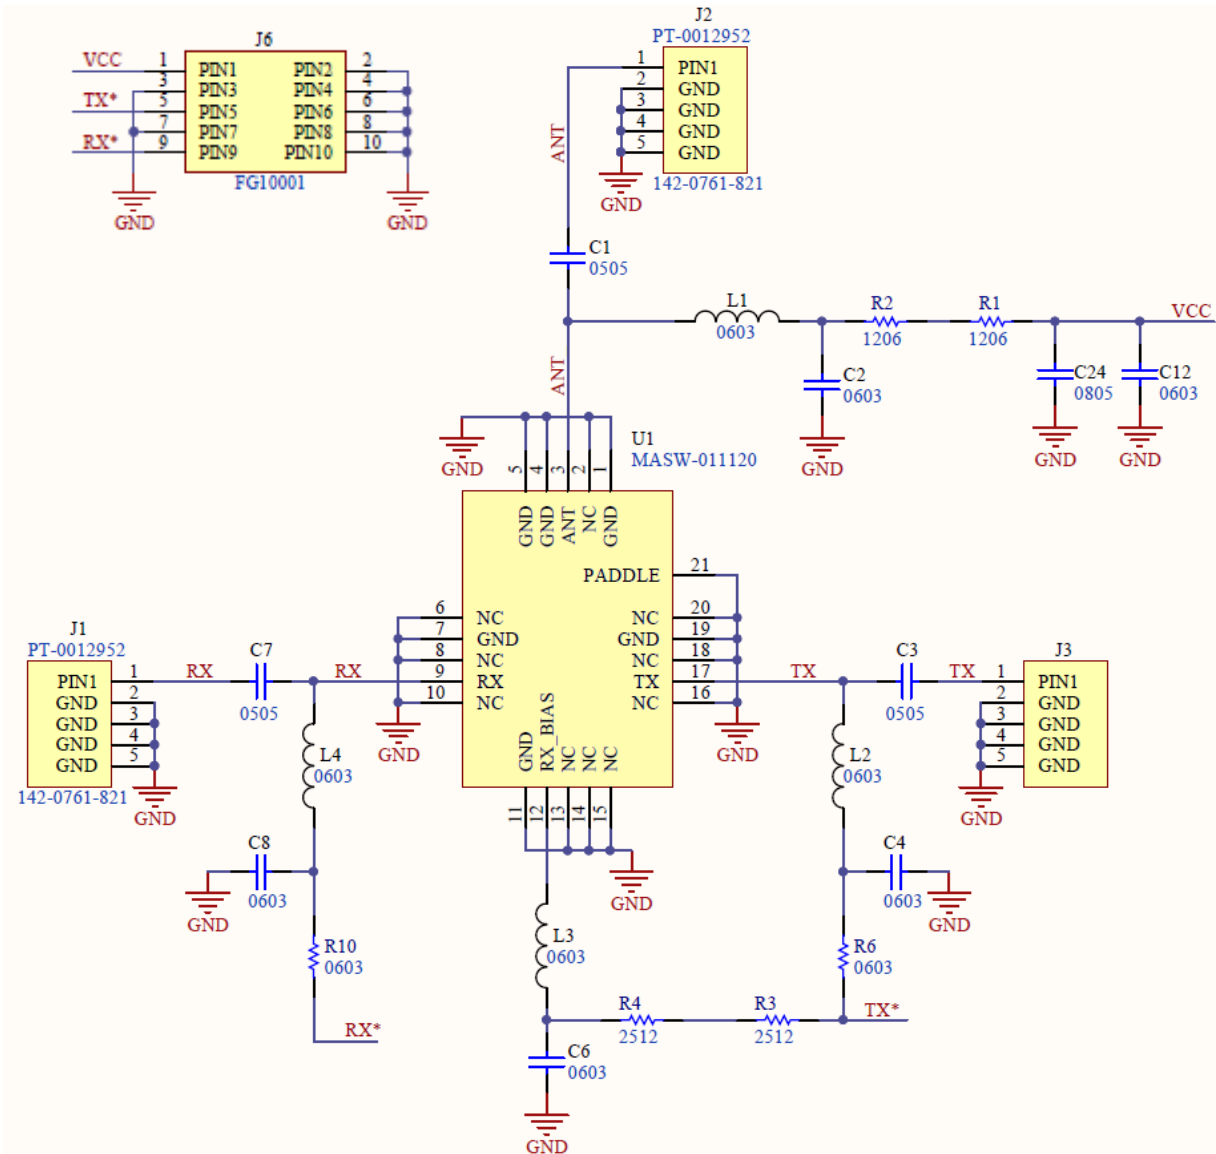 J6
VCC 1 PIN1 PIN2 2
3 PIN3 PIN4 4
TX* 5 PIN5 PIN6 6
7 PIN7 PIN8 8
RX* 9 PIN9 PIN10 10
FG10001
GND GND
J2
PT-0012952
1 PIN1
2 GND
3 GND
4 GND
5 GND
142-0761-821
GND
ANT
C1
0505
L1
0603
R2
1206
R1
1206
VCC
C2
0603
C24
0805
C12
0603
GND
GND
GND
ANT
GND
U1
MASW-011120
5 4 3 2 1
GND GND ANT NC GND
PADDLE 21
6 NC
7 GND
8 NC
9 RX
10 NC
NC 20
GND 19
NC 18
TX 17
NC 16
GND
GND
GND RX_BIAS NC NC NC
11 12 13 14 15
GND
J1
PT-0012952
PIN1 1
GND 2
GND 3
GND 4
GND 5
142-0761-821
GND
RX
C7
0505
RX
L4
0603
C8
0603
GND
R10
0603
RX*
TX
C3
0505
TX
J3
1 PIN1
2 GND
3 GND
4 GND
5 GND
GND
L2
0603
C4
0603
GND
R6
0603
TX*
L3
0603
R4
2512
R3
2512
C6
0603
GND